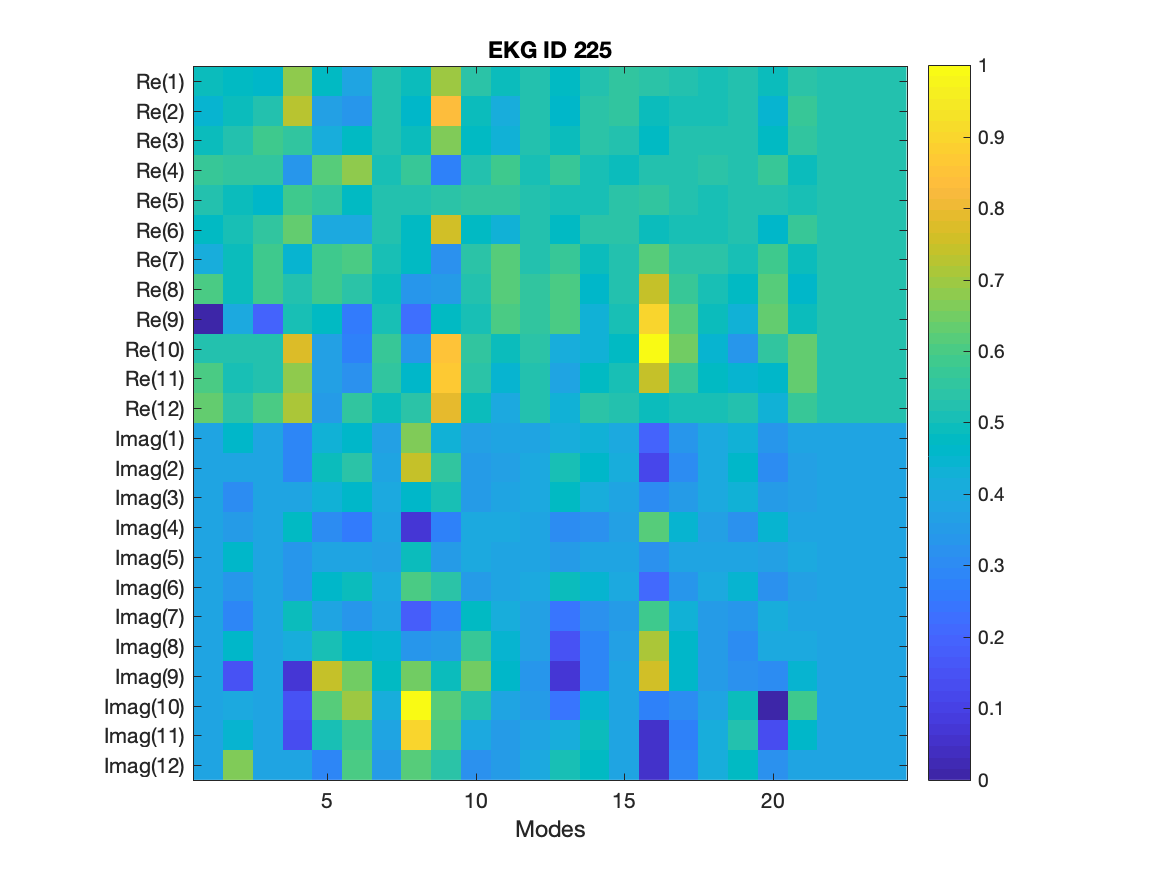 EKG ID 225
Re(1)
Re(2)
Re(3)
Re(4)
Re(5)
Re(6)
Re(7)
Re(8)
Re(9)
Re(10)
Re(11)
Re(12)
Imag(1)
Imag(2)
Imag(3)
Imag(4)
Imag(5)
Imag(6)
Imag(7)
Imag(8)
Imag(9)
Imag(10)
Imag(11)
Imag(12)
5 10 15 20
Modes
1
0.9
0.8
0.7
0.6
0.5
0.4
0.3
0.2
0.1
0